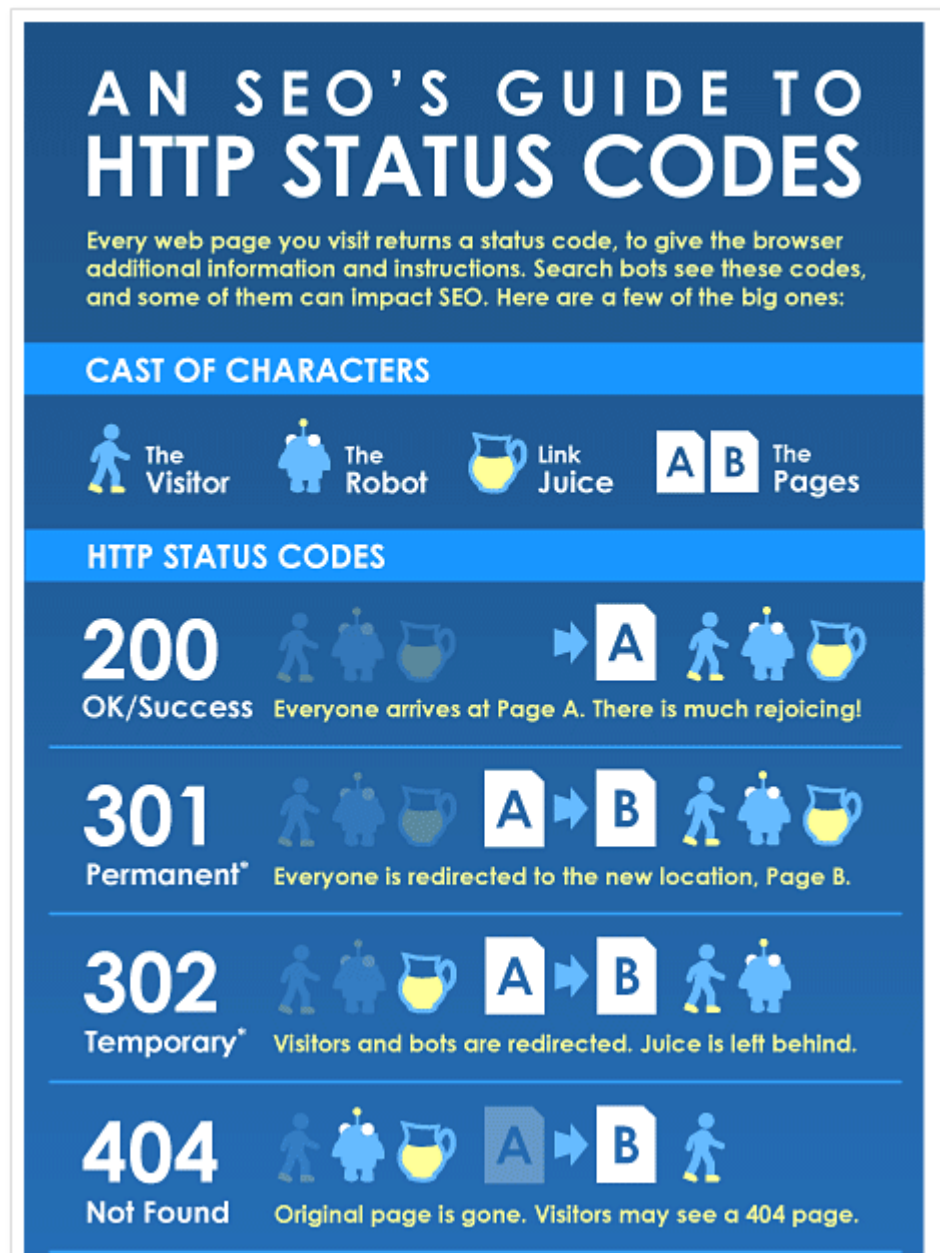 AN SEO'S GUIDE TO
HTTP STATUS CODES
Every web page you visit returns a status code, to give the browser
additional information and instructions. Search bots see these codes,
and some of them can impact SEO. Here are a few of the big ones:
CAST OF CHARACTERS
The
Visitor
The
Robot
Link
Juice
A B
The
Pages
HTTP STATUS CODES
200
A
OK/Success
Everyone arrives at Page A. There is much rejoicing!
301
A B
Permanent*
Everyone is redirected to the new location, Page B.
302
A B
Temporary*
Visitors and bots are redirected. Juice is left behind.
404
A B
Not Found
Original page is gone. Visitors may see a 404 page.